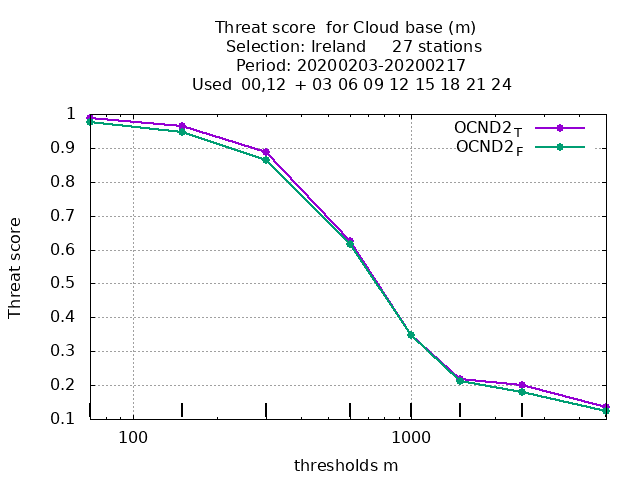 Threat score  for Cloud base (m)
Selection: Ireland     27 stations
Period: 20200203-20200217
Used  00,12  + 03 06 09 12 15 18 21 24
OCND2T
OCND2F
1
0.9
0.8
0.7
0.6
0.5
0.4
0.3
0.2
0.1
Threat score
100
1000
thresholds m